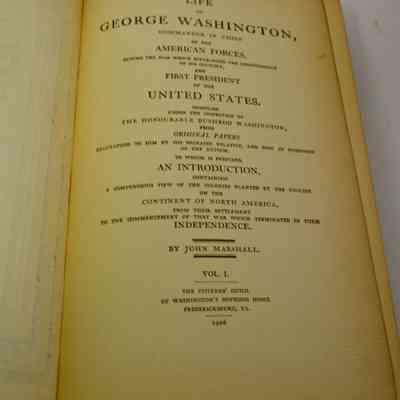 LIFE
OF
GEORGE WASHINGTON,
COMMANDER IN CHIEF
OF THE
AMERICAN FORCES,
DURING THE WAR WHICH ESTABLISHED THE INDEPENDENCE
OF HIS COUNTRY,
AND
FIRST PRESIDENT
OF THE
UNITED STATES.
COMPILED
UNDER THE INSPECTION OF
THE HONOURABLE BUSHROD WASHINGTON,
FROM
ORIGINAL PAPERS
BEQUEATHED TO HIM BY HIS DECEASED RELATIVE, AND NOW IN POSSESSION
OF THE AUTHOR.
TO WHICH IS PREFIXED,
AN INTRODUCTION,
CONTAINING
A COMPENDIOUS VIEW OF THE COLONIES PLANTED BY THE ENGLISH
ON THE
CONTINENT OF NORTH AMERICA,
FROM THEIR SETTLEMENT
TO THE COMMENCEMENT OF THAT WAR WHICH TERMINATED IN THEIR
INDEPENDENCE.
BY JOHN MARSHALL.
VOL. I.
THE CITIZENS' GUILD
OF WASHINGTON'S BOYHOOD HOME
FREDERICKSBURG, VA.
1926